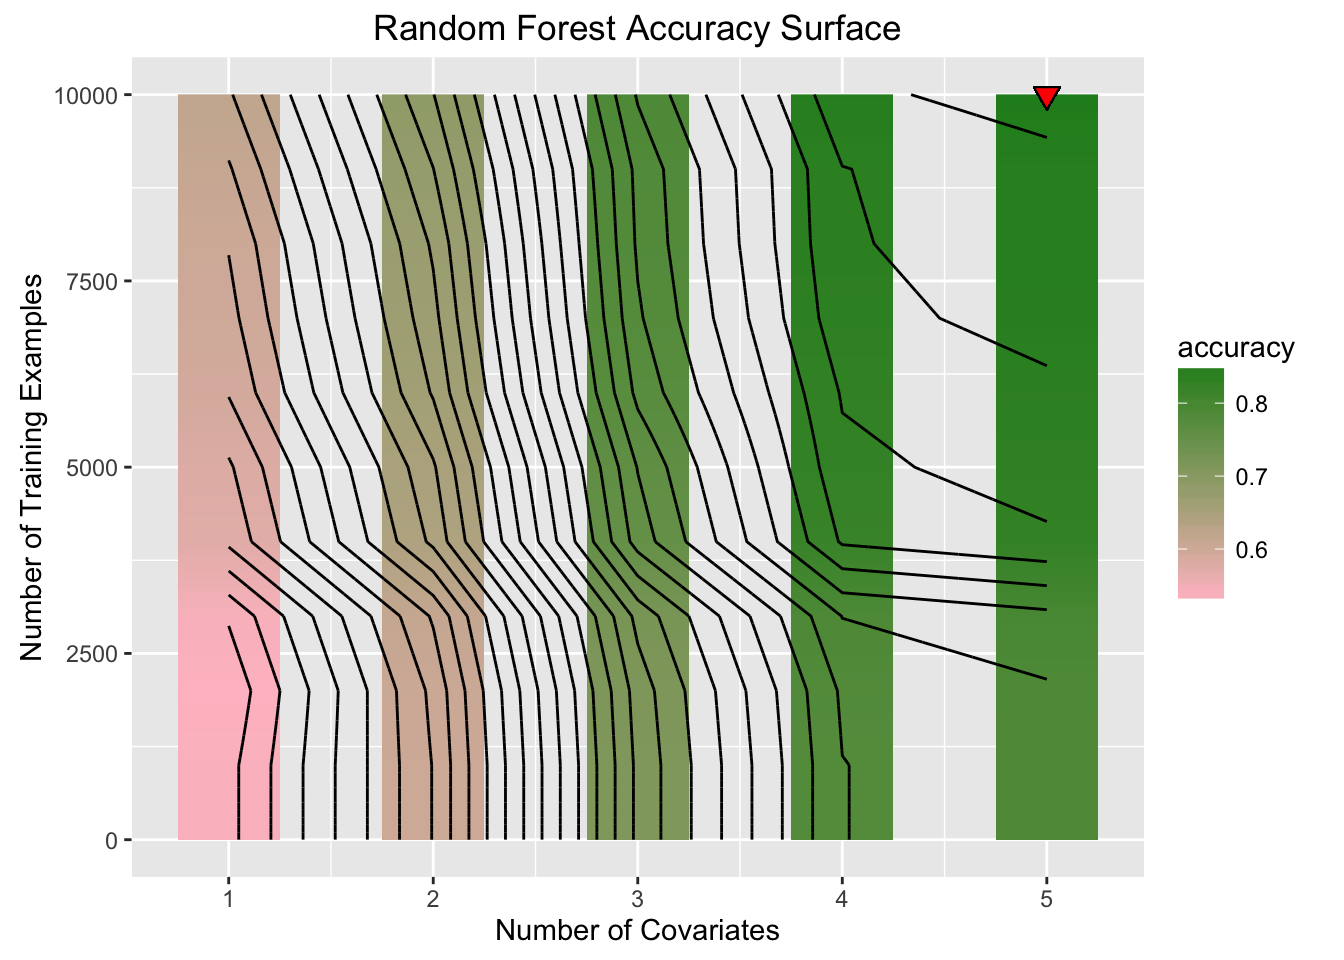 Random Forest Accuracy Surface
Number of Training Examples
10000
7500
5000
2500
0
1 2 3 4 5
Number of Covariates
accuracy
0.8
0.7
0.6